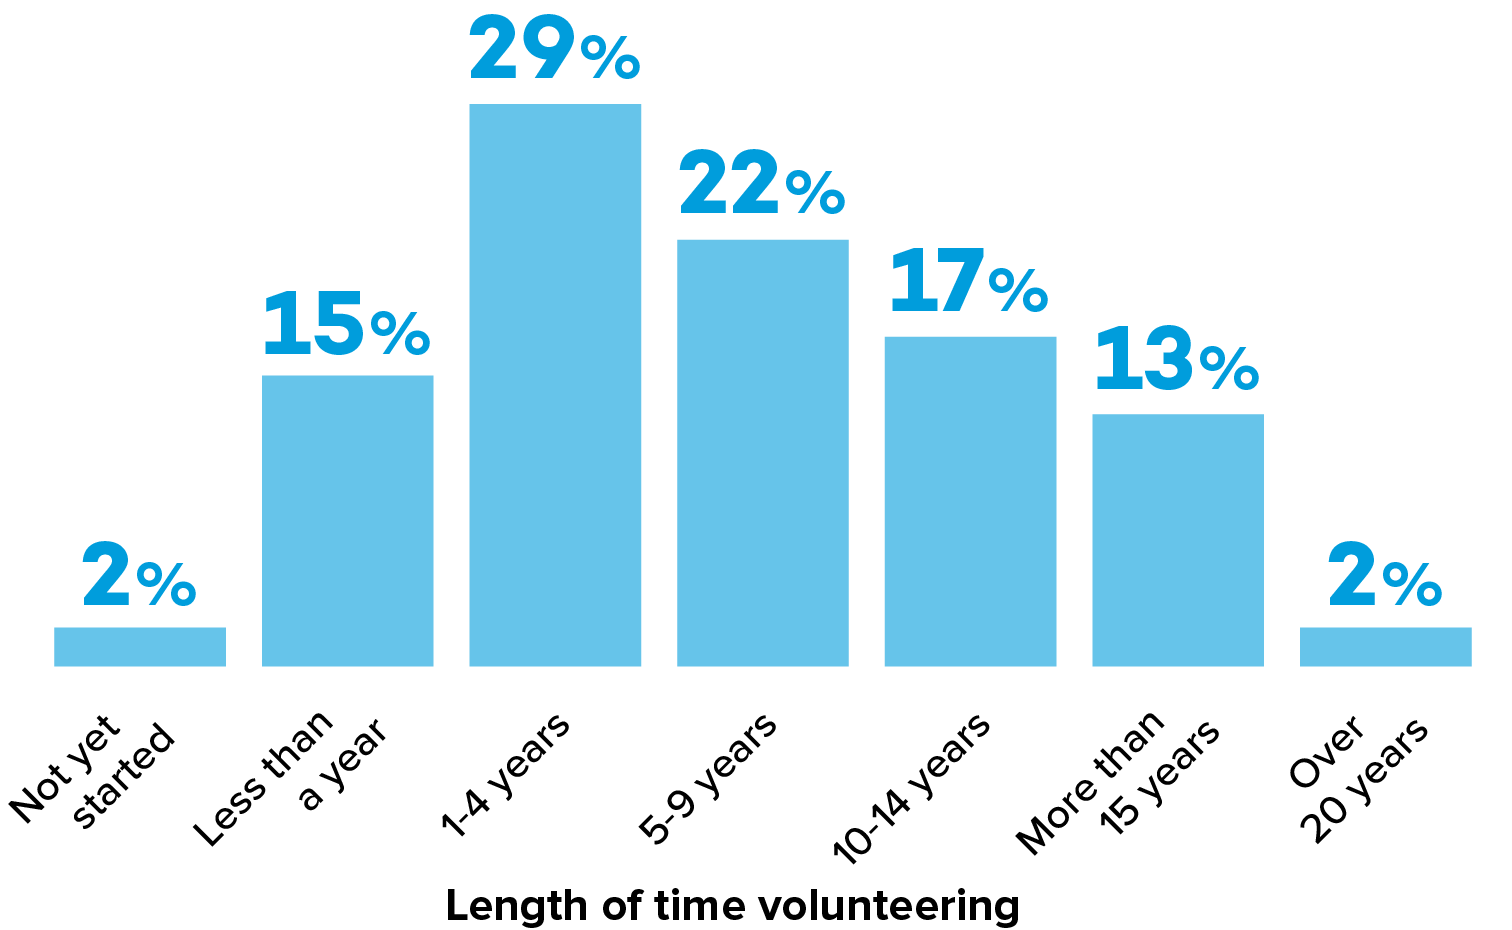 29%
22%
17%
15%
13%
2%
2%
Not yet
started
Less than
a year
1-4 years
5-9 years
10-14 years
More than
15 years
Over
20 years
Length of time volunteering